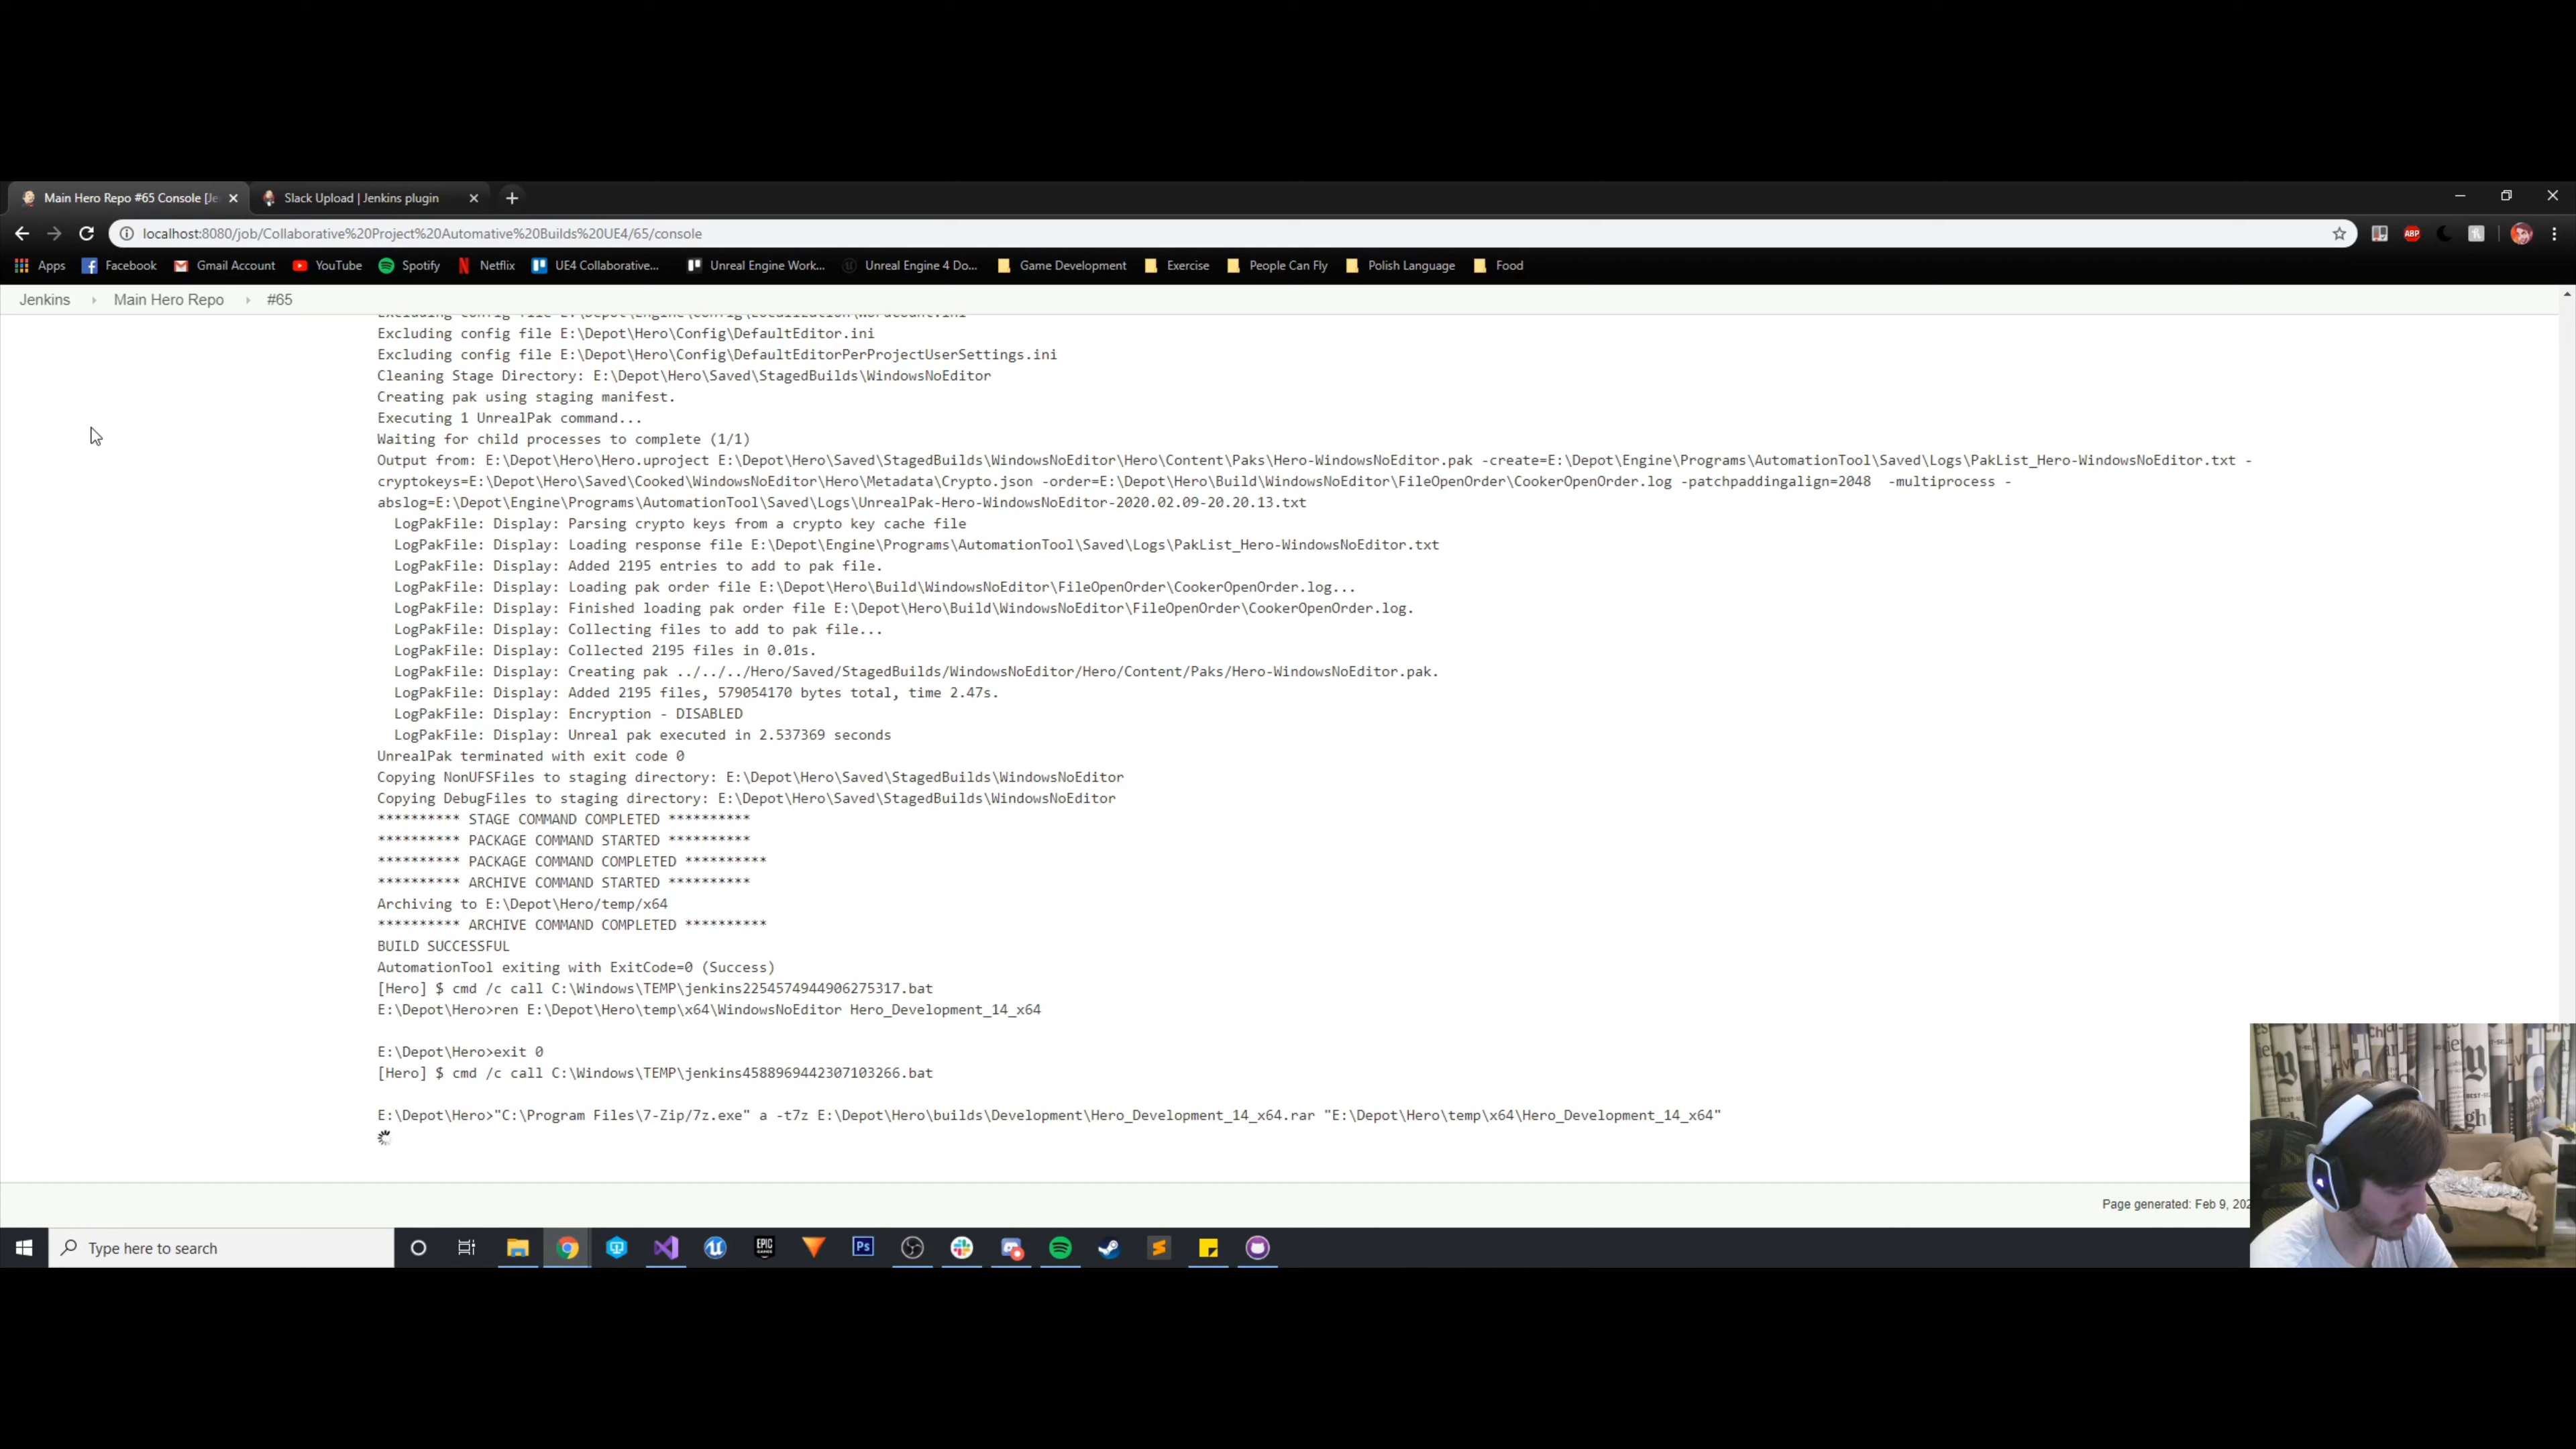 Main Hero Repo #65 Console [Je
Slack Upload | Jenkins plugin
localhost:8080/job/Collaborative%20Project%20Automative%20Builds%20UE4/65/console
ABP
Apps Facebook Gmail Account YouTube Spotify Netflix UE4 Collaborative... Unreal Engine Work... Unreal Engine 4 Do... Game Development Exercise People Can Fly Polish Language Food
Jenkins Main Hero Repo #65
Excluding config file E:\Depot\Engine\Config\Localization\WordCount.ini
Excluding config file E:\Depot\Hero\Config\DefaultEditor.ini
Excluding config file E:\Depot\Hero\Config\DefaultEditorPerProjectUserSettings.ini
Cleaning Stage Directory: E:\Depot\Hero\Saved\StagedBuilds\WindowsNoEditor
Creating pak using staging manifest.
Executing 1 UnrealPak command...
Waiting for child processes to complete (1/1)
Output from: E:\Depot\Hero\Hero.uproject E:\Depot\Hero\Saved\StagedBuilds\WindowsNoEditor\Hero\Content\Paks\Hero-WindowsNoEditor.pak -create=E:\Depot\Engine\Programs\AutomationTool\Saved\Logs\PakList_Hero-WindowsNoEditor.txt -
cryptokeys=E:\Depot\Hero\Saved\Cooked\WindowsNoEditor\Hero\Metadata\Crypto.json -order=E:\Depot\Hero\Build\WindowsNoEditor\FileOpenOrder\CookerOpenOrder.log -patchpaddingalign=2048  -multiprocess -
abslog=E:\Depot\Engine\Programs\AutomationTool\Saved\Logs\UnrealPak-Hero-WindowsNoEditor-2020.02.09-20.20.13.txt
LogPakFile: Display: Parsing crypto keys from a crypto key cache file
LogPakFile: Display: Loading response file E:\Depot\Engine\Programs\AutomationTool\Saved\Logs\PakList_Hero-WindowsNoEditor.txt
LogPakFile: Display: Added 2195 entries to add to pak file.
LogPakFile: Display: Loading pak order file E:\Depot\Hero\Build\WindowsNoEditor\FileOpenOrder\CookerOpenOrder.log...
LogPakFile: Display: Finished loading pak order file E:\Depot\Hero\Build\WindowsNoEditor\FileOpenOrder\CookerOpenOrder.log.
LogPakFile: Display: Collecting files to add to pak file...
LogPakFile: Display: Collected 2195 files in 0.01s.
LogPakFile: Display: Creating pak ../../../Hero/Saved/StagedBuilds/WindowsNoEditor/Hero/Content/Paks/Hero-WindowsNoEditor.pak.
LogPakFile: Display: Added 2195 files, 579054170 bytes total, time 2.47s.
LogPakFile: Display: Encryption - DISABLED
LogPakFile: Display: Unreal pak executed in 2.537369 seconds
UnrealPak terminated with exit code 0
Copying NonUFSFiles to staging directory: E:\Depot\Hero\Saved\StagedBuilds\WindowsNoEditor
Copying DebugFiles to staging directory: E:\Depot\Hero\Saved\StagedBuilds\WindowsNoEditor
********** STAGE COMMAND COMPLETED **********
********** PACKAGE COMMAND STARTED **********
********** PACKAGE COMMAND COMPLETED **********
********** ARCHIVE COMMAND STARTED **********
Archiving to E:\Depot\Hero/temp/x64
********** ARCHIVE COMMAND COMPLETED **********
BUILD SUCCESSFUL
AutomationTool exiting with ExitCode=0 (Success)
[Hero] $ cmd /c call C:\Windows\TEMP\jenkins2254574944906275317.bat
E:\Depot\Hero>ren E:\Depot\Hero\temp\x64\WindowsNoEditor Hero_Development_14_x64
E:\Depot\Hero>exit 0
[Hero] $ cmd /c call C:\Windows\TEMP\jenkins4588969442307103266.bat
E:\Depot\Hero>"C:\Program Files\7-Zip/7z.exe" a -t7z E:\Depot\Hero\builds\Development\Hero_Development_14_x64.rar "E:\Depot\Hero\temp\x64\Hero_Development_14_x64"
Page generated: Feb 9, 202
Type here to search
EPIC GAMES
Ps